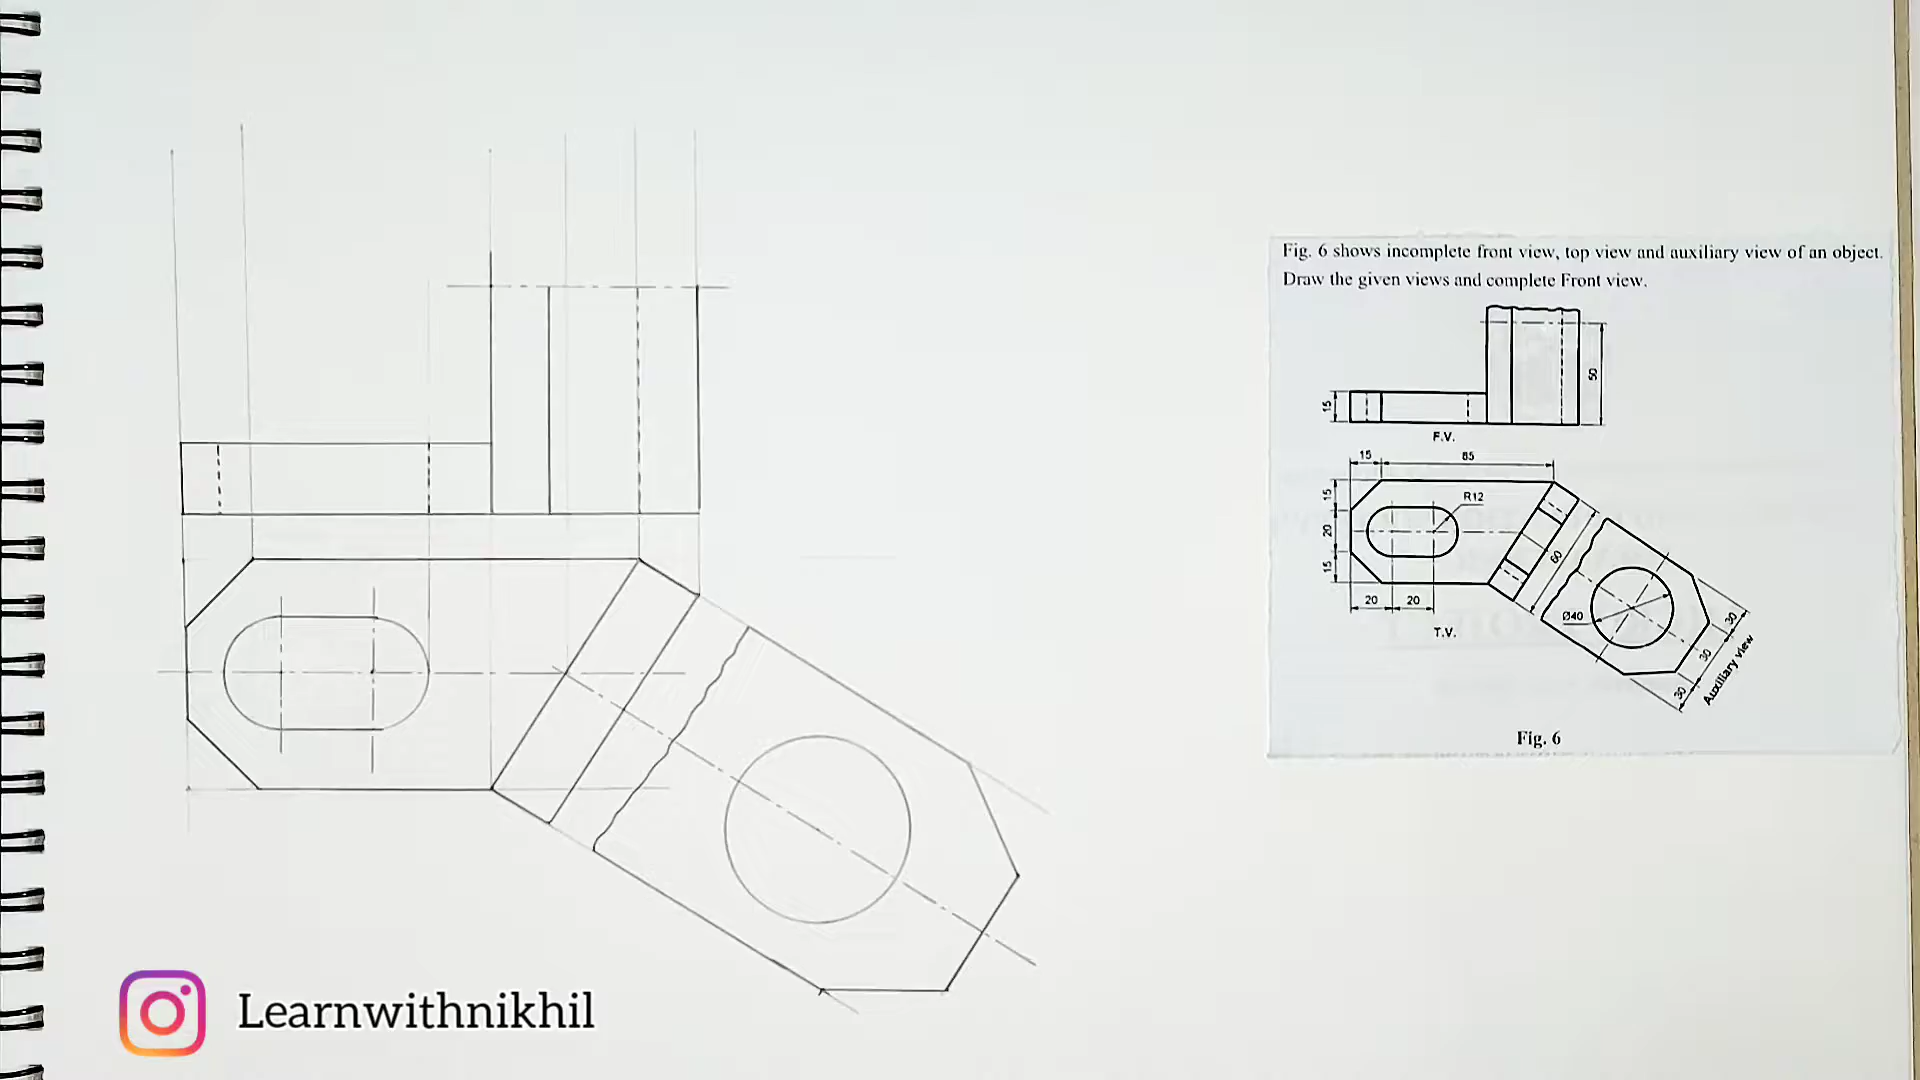 Fig. 6 shows incomplete front view, top view and auxiliary view of an object.
Draw the given views and complete Front view.
50
15
F.V.
15
85
15
R12
20
60
15
Ø40
20
20
30
30
30
Auxiliary view
T.V.
Fig. 6
Learnwithnikhil